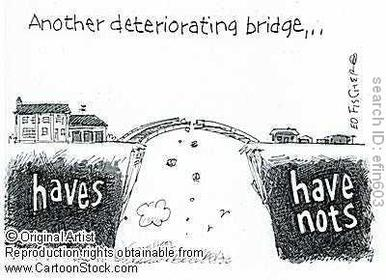 Another deteriorating bridge,..
ED FISCHER
search ID: efin603
haves
have
nots
© Original Artist
Reproduction rights obtainable from
www.CartoonStock.com